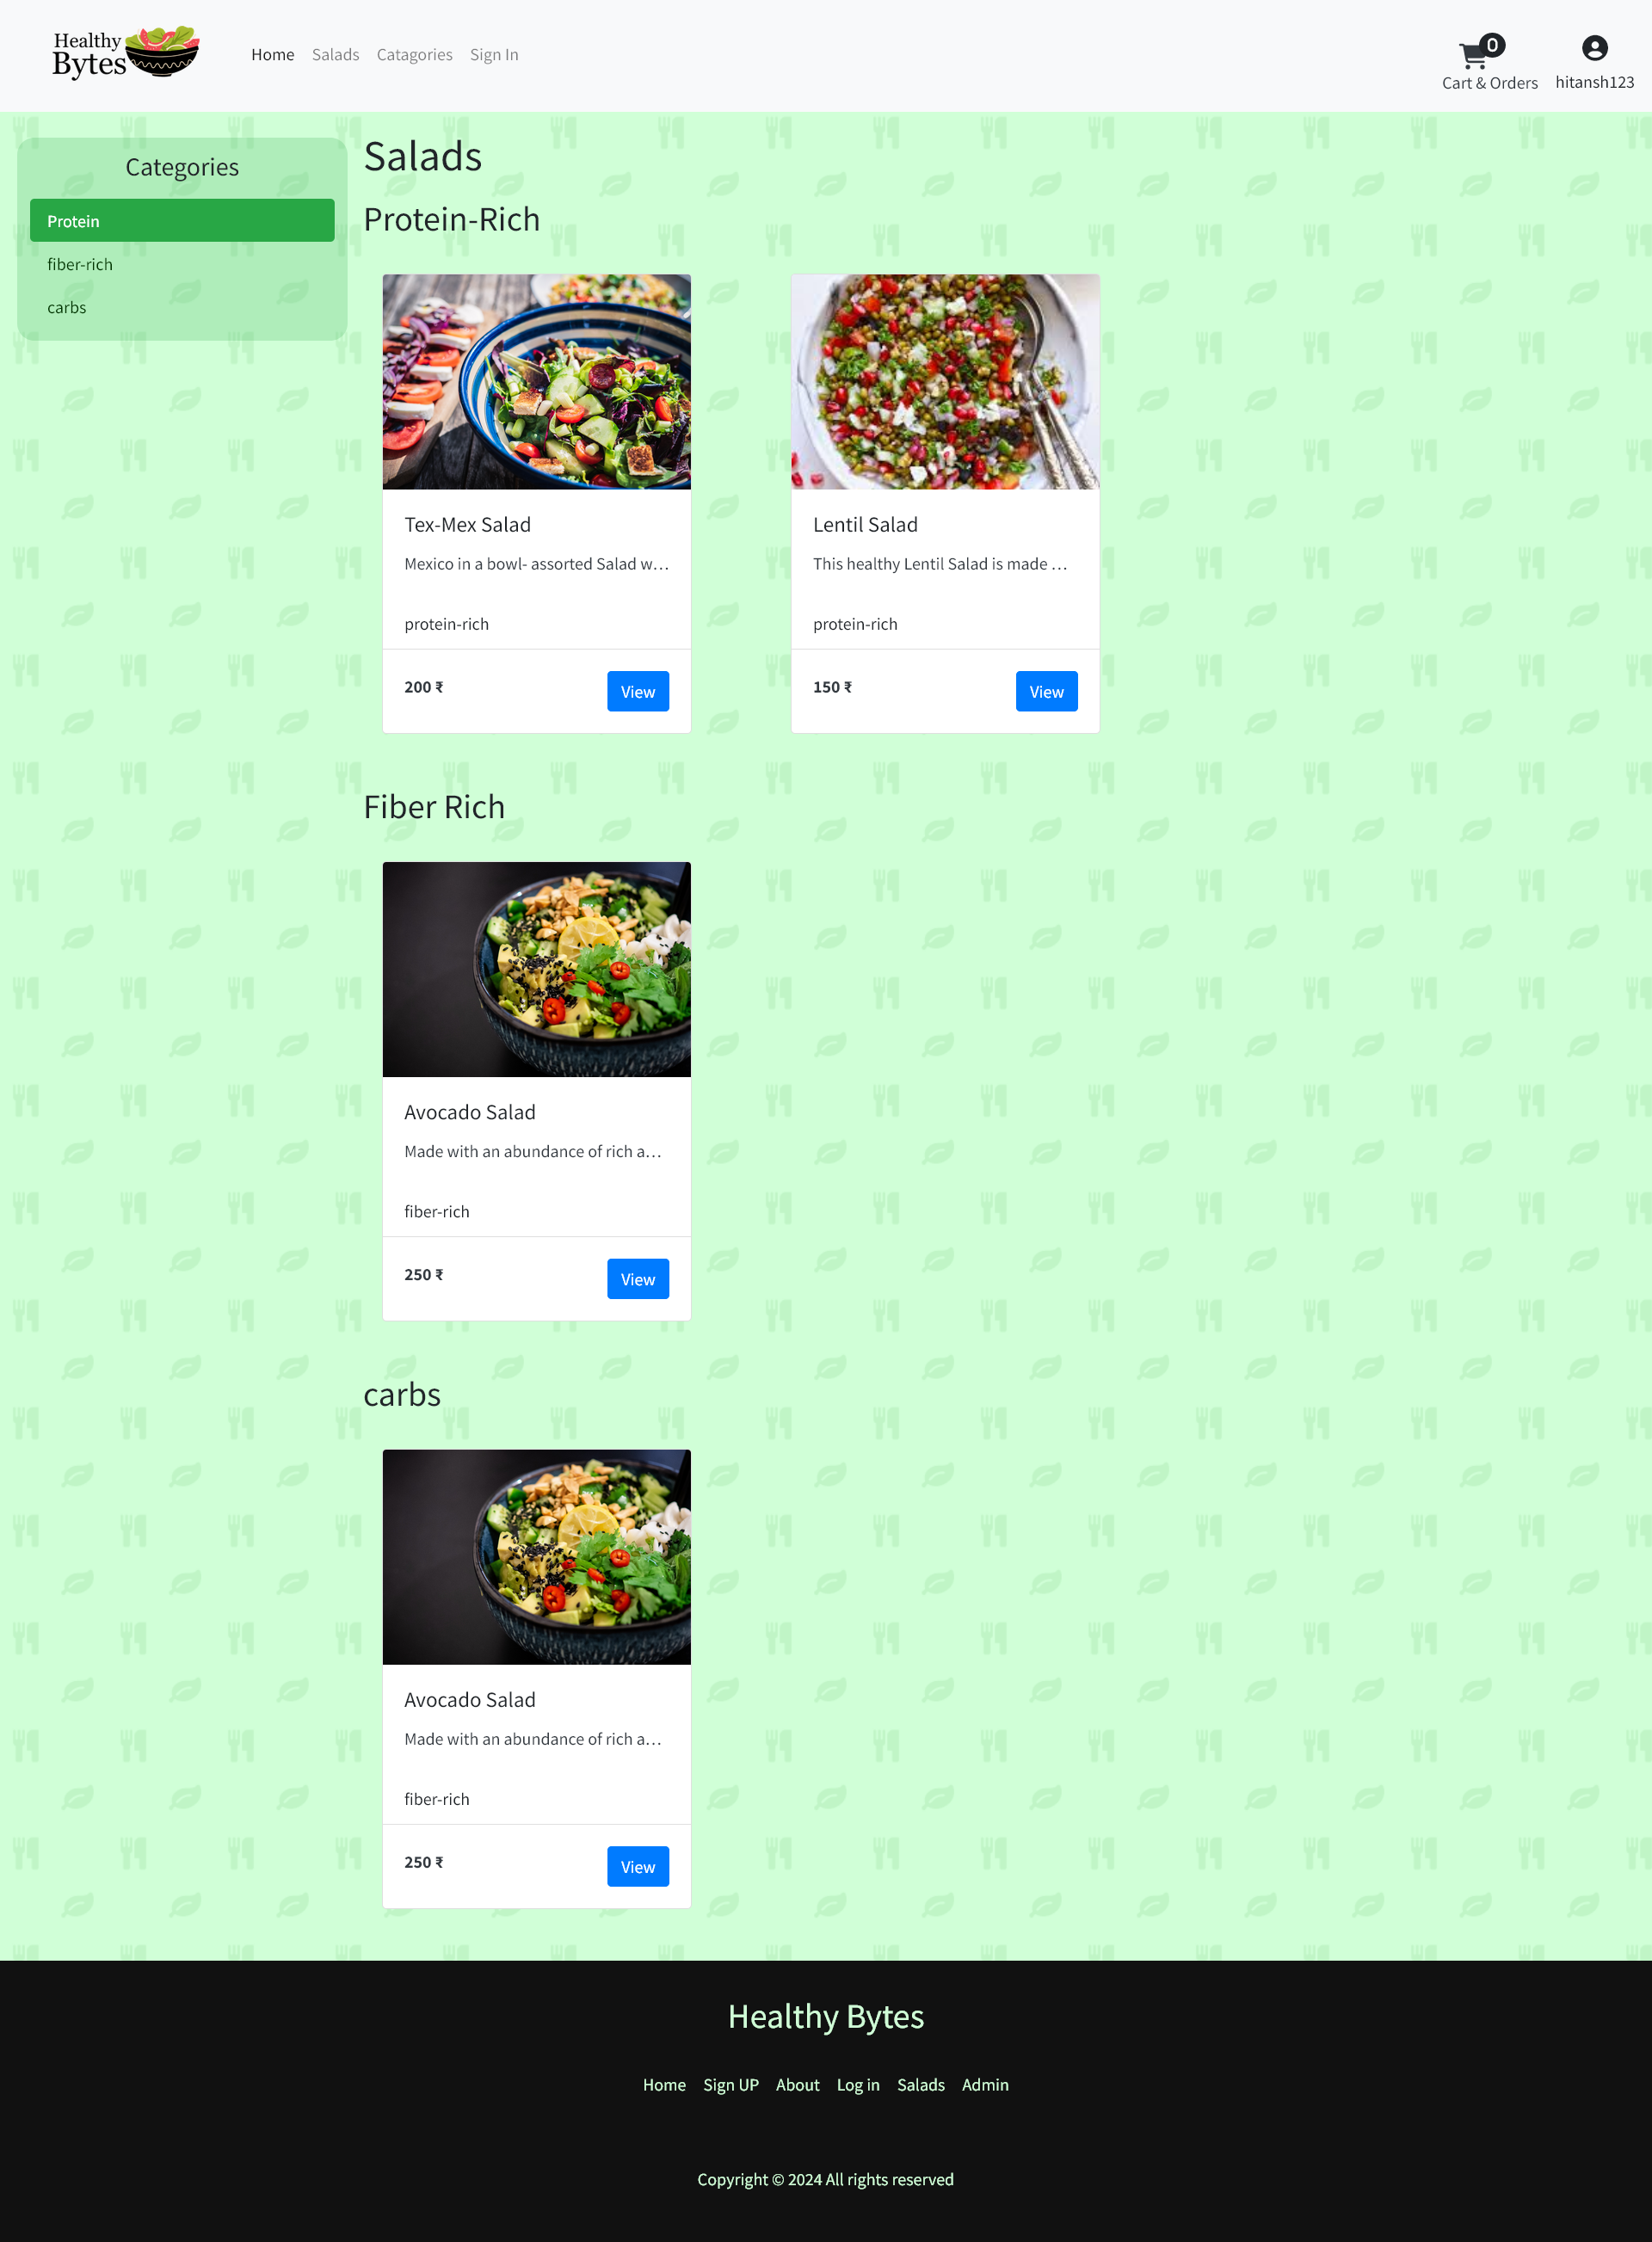 Healthy
Bytes
Home Salads Catagories Sign In
0
Cart & Orders
hitansh123
Categories
Protein
fiber-rich
carbs
Salads
Protein-Rich
Tex-Mex Salad
Mexico in a bowl- assorted Salad w...
protein-rich
200 ₹
View
Lentil Salad
This healthy Lentil Salad is made ...
protein-rich
150 ₹
View
Fiber Rich
Avocado Salad
Made with an abundance of rich a...
fiber-rich
250 ₹
View
carbs
Avocado Salad
Made with an abundance of rich a...
fiber-rich
250 ₹
View
Healthy Bytes
Home Sign UP About Log in Salads Admin
Copyright © 2024 All rights reserved